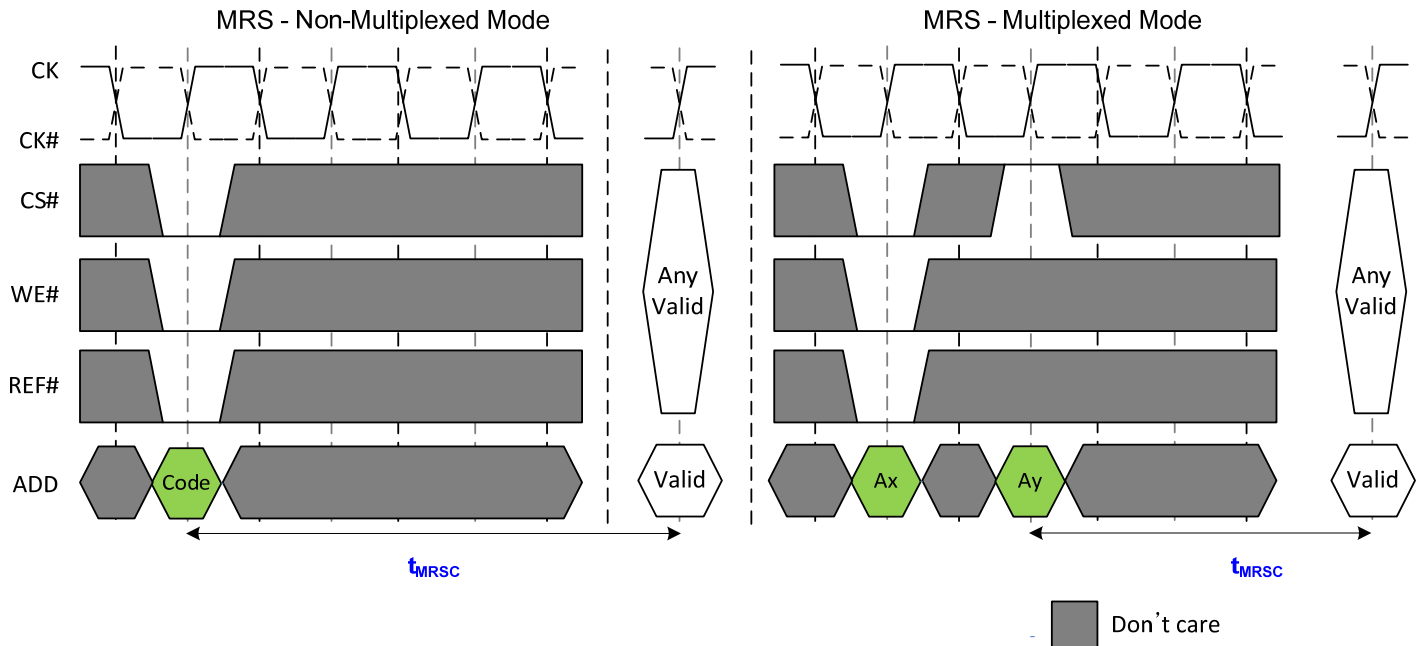 MRS - Non-Multiplexed Mode
MRS - Multiplexed Mode
CK
CK#
CS#
WE#
REF#
ADD
Any
Valid
Code
Valid
tMRSC
Any
Valid
Ax
Ay
Valid
tMRSC
Don't care